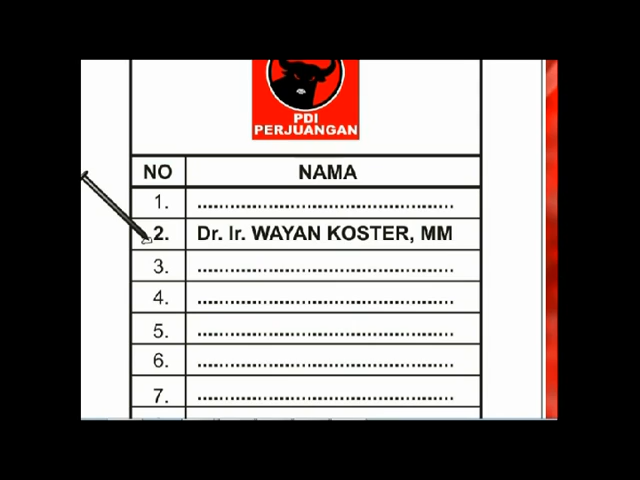 PDI
PERJUANGAN
NO NAMA
1. ................................................
2. Dr. Ir. WAYAN KOSTER, MM
3. ................................................
4. ................................................
5. ................................................
6. ................................................
7. ................................................